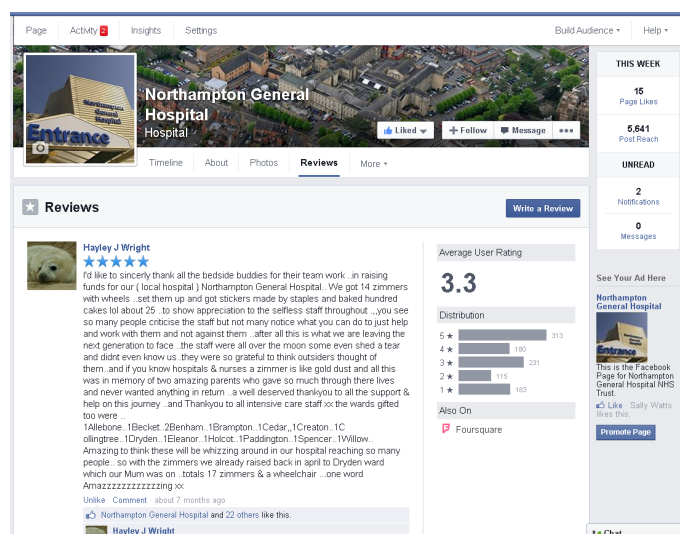 Page Activity 2 Insights Settings Build Audience Help
THIS WEEK
15
Page Likes
5,641
Post Reach
UNREAD
2
Notifications
0
Messages
Northampton
General
Hospital
Entrance
Northampton General
Hospital
Hospital
Liked Follow Message
Timeline About Photos Reviews More
Reviews
Write a Review
Hayley J Wright
I'd like to sincerly thank all the bedside buddies for their team work ..in raising
funds for our ( local hospital ) Northampton General Hospital.. We got 14 zimmers
with wheels ..set them up and got stickers made by staples and baked hundred
cakes lol about 25 ..to show appreciation to the selfless staff throughout .,,you see
so many people criticise the staff but not many notice what you can do to just help
and work with them and not against them ..after all this is what we are leaving the
next generation to face ..the staff were all over the moon some even shed a tear
and didnt even know us..they were so grateful to think outsiders thought of
them..and if you know hospitals & nurses a zimmer is like gold dust and all this
was in memory of two amazing parents who gave so much through there lives
and never wanted anything in return ..a well deserved thankyou to all the support &
help on this journey ..and Thankyou to all intensive care staff xx the wards gifted
too were ..
1Allebone..1Becket..2Benham..1Brampton..1Cedar,,1Creaton..1C
ollingtree..1Dryden..1Eleanor..1Holcot..1Paddington..1Spencer..1Willow..
Amazing to think these will be whizzing around in our hospital reaching so many
people.. so with the zimmers we already raised back in april to Dryden ward
which our Mum was on ..totals 17 zimmers & a wheelchair ...one word
Amazzzzzzzzzzzzing xx
Unlike · Comment · about 7 months ago
Northampton General Hospital and 22 others like this.
Hayley J Wright
Average User Rating
3.3
Distribution
5 ★ 313
4 ★ 180
3 ★ 231
2 ★ 115
1 ★ 183
Also On
Foursquare
See Your Ad Here
Northampton
General Hospital
Entrance
This is the Facebook
Page for Northampton
General Hospital NHS
Trust.
Like · Sally Watts
likes this.
Promote Page
Chat